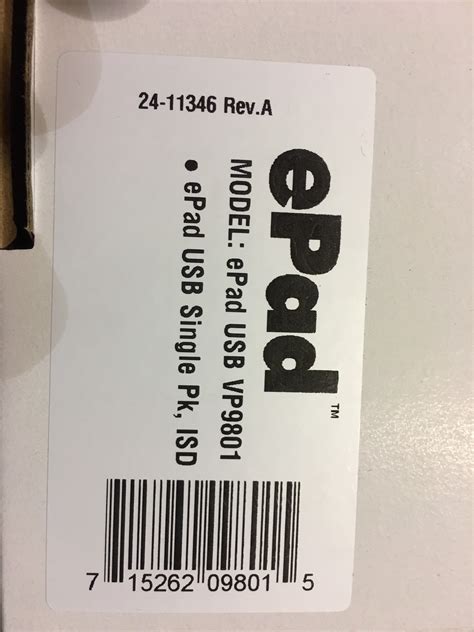 24-11346 Rev.A
ePad™
MODEL: ePad USB VP9801
• ePad USB Single Pk, ISD
7 15262 09801 5